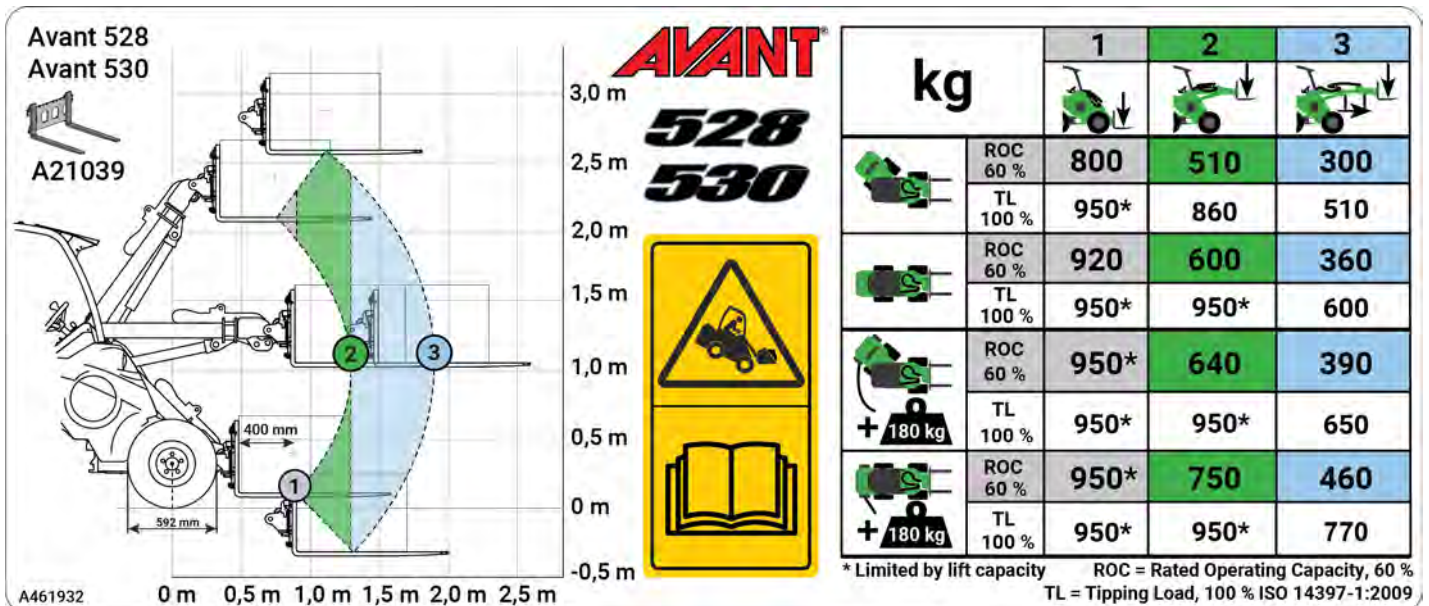 Avant 528
Avant 530
A21039
3,0 m
2,5 m
2,0 m
1,5 m
1,0 m
0,5 m
0 m
-0,5 m
400 mm
592 mm
1
2
3
A461932
0 m 0,5 m 1,0 m 1,5 m 2,0 m 2,5 m
AVANT®
528
530
kg 1 2 3
ROC 60 % 800 510 300
TL 100 % 950* 860 510
ROC 60 % 920 600 360
TL 100 % 950* 950* 600
ROC 60 % 950* 640 390
+ 180 kg TL 100 % 950* 950* 650
ROC 60 % 950* 750 460
+ 180 kg TL 100 % 950* 950* 770
* Limited by lift capacity ROC = Rated Operating Capacity, 60 %
TL = Tipping Load, 100 % ISO 14397-1:2009